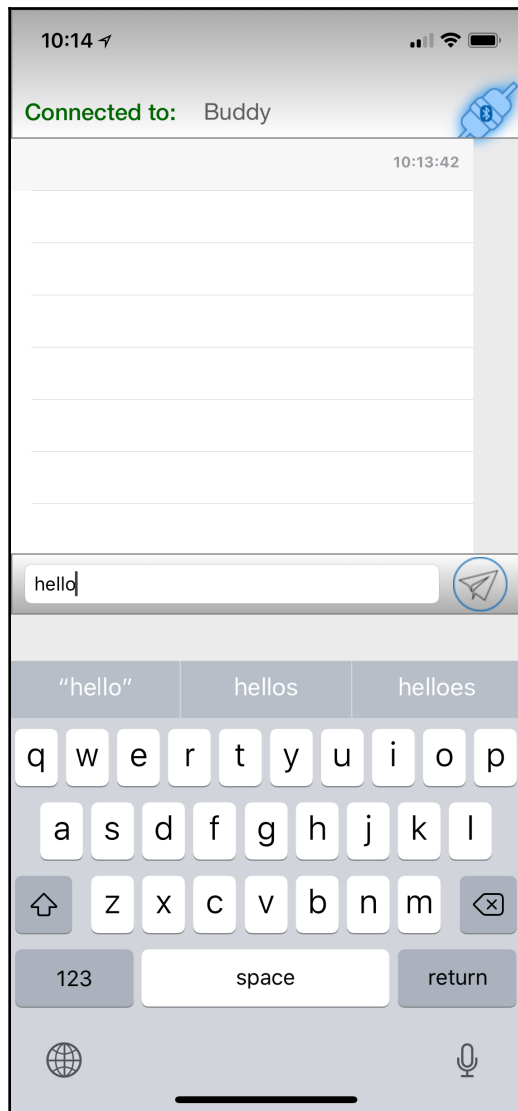 10:14
Connected to: Buddy
10:13:42
hello
“hello” hellos helloes
q w e r t y u i o p
a s d f g h j k l
z x c v b n m
123 space return